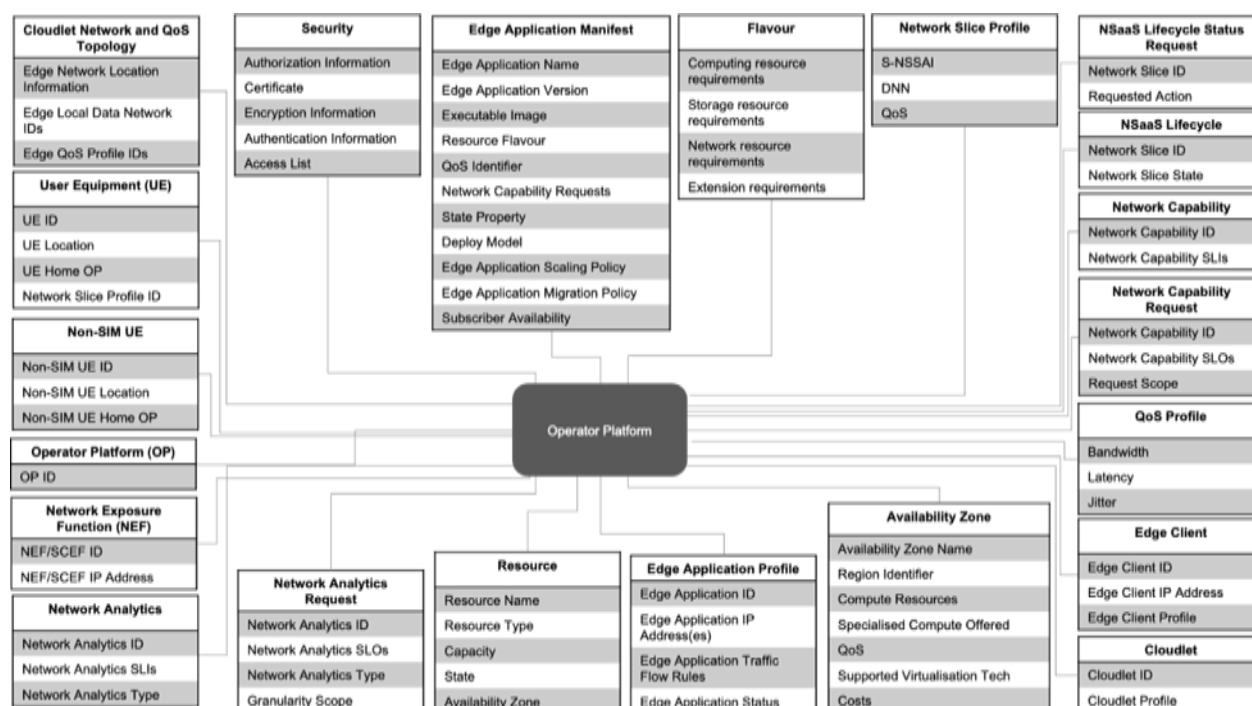 Cloudlet Network and QoS
Topology
Edge Network Location
Information
Edge Local Data Network
IDs
Edge QoS Profile IDs
User Equipment (UE)
UE ID
UE Location
UE Home OP
Network Slice Profile ID
Non-SIM UE
Non-SIM UE ID
Non-SIM UE Location
Non-SIM UE Home OP
Operator Platform (OP)
OP ID
Network Exposure
Function (NEF)
NEF/SCEF ID
NEF/SCEF IP Address
Network Analytics
Network Analytics ID
Network Analytics SLIs
Network Analytics Type
Security
Authorization Information
Certificate
Encryption Information
Authentication Information
Access List
Edge Application Manifest
Edge Application Name
Edge Application Version
Executable Image
Resource Flavour
QoS Identifier
Network Capability Requests
State Property
Deploy Model
Edge Application Scaling Policy
Edge Application Migration Policy
Subscriber Availability
Flavour
Computing resource
requirements
Storage resource
requirements
Network resource
requirements
Extension requirements
Network Slice Profile
S-NSSAI
DNN
QoS
Operator Platform
Network Analytics
Request
Network Analytics ID
Network Analytics SLOs
Network Analytics Type
Granularity Scope
Resource
Resource Name
Resource Type
Capacity
State
Availability Zone
Edge Application Profile
Edge Application ID
Edge Application IP
Address(es)
Edge Application Traffic
Flow Rules
Edge Application Status
Availability Zone
Availability Zone Name
Region Identifier
Compute Resources
Specialised Compute Offered
QoS
Supported Virtualisation Tech
Costs
NSaaS Lifecycle Status
Request
Network Slice ID
Requested Action
NSaaS Lifecycle
Network Slice ID
Network Slice State
Network Capability
Network Capability ID
Network Capability SLIs
Network Capability
Request
Network Capability ID
Network Capability SLOs
Request Scope
QoS Profile
Bandwidth
Latency
Jitter
Edge Client
Edge Client ID
Edge Client IP Address
Edge Client Profile
Cloudlet
Cloudlet ID
Cloudlet Profile